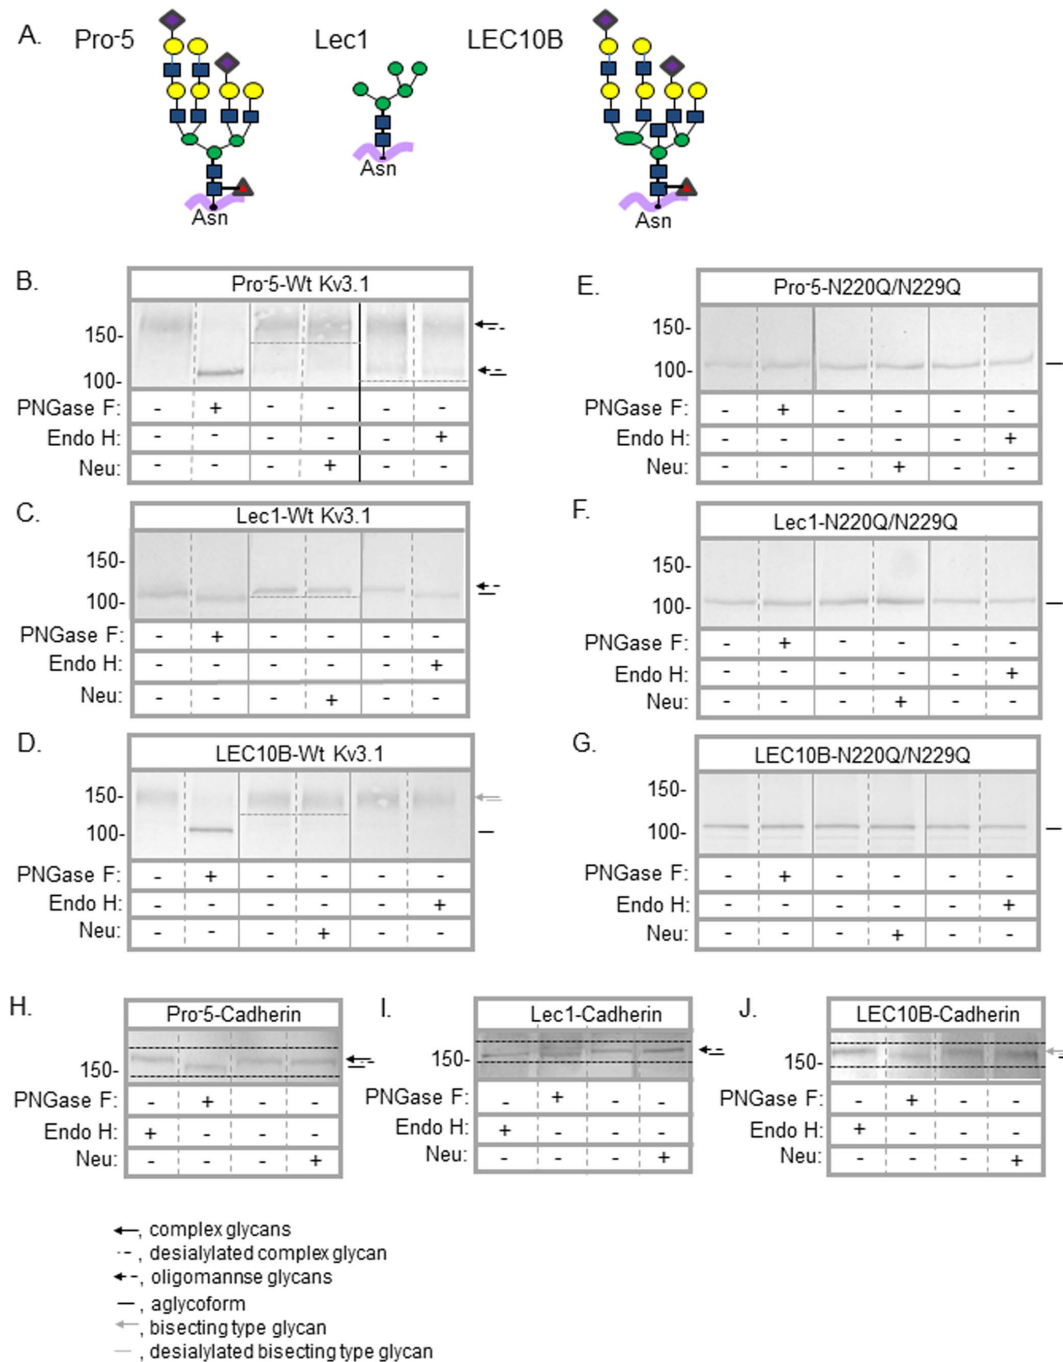 A. Pro-5 Lec1 LEC10B
Asn Asn Asn
B. Pro-5-Wt Kv3.1
150-
100-
PNGase F: - + - - - -
Endo H: - - - - - +
Neu: - - - + - -
C. Lec1-Wt Kv3.1
150-
100-
PNGase F: - + - - - -
Endo H: - - - - - +
Neu: - - - + - -
D. LEC10B-Wt Kv3.1
150-
100-
PNGase F: - + - - - -
Endo H: - - - - - +
Neu: - - - + - -
E. Pro-5-N220Q/N229Q
150-
100-
PNGase F: - + - - - -
Endo H: - - - - - +
Neu: - - - + - -
F. Lec1-N220Q/N229Q
150-
100-
PNGase F: - + - - - -
Endo H: - - - - - +
Neu: - - - + - -
G. LEC10B-N220Q/N229Q
150-
100-
PNGase F: - + - - - -
Endo H: - - - - - +
Neu: - - - + - -
H. Pro-5-Cadherin
150-
PNGase F: - + - -
Endo H: + - - -
Neu: - - - +
I. Lec1-Cadherin
150-
PNGase F: - + - -
Endo H: + - - -
Neu: - - - +
J. LEC10B-Cadherin
150-
PNGase F: - + - -
Endo H: + - - -
Neu: - - - +
, complex glycans
, desialylated complex glycan
, oligomannse glycans
, aglycoform
, bisecting type glycan
, desialylated bisecting type glycan